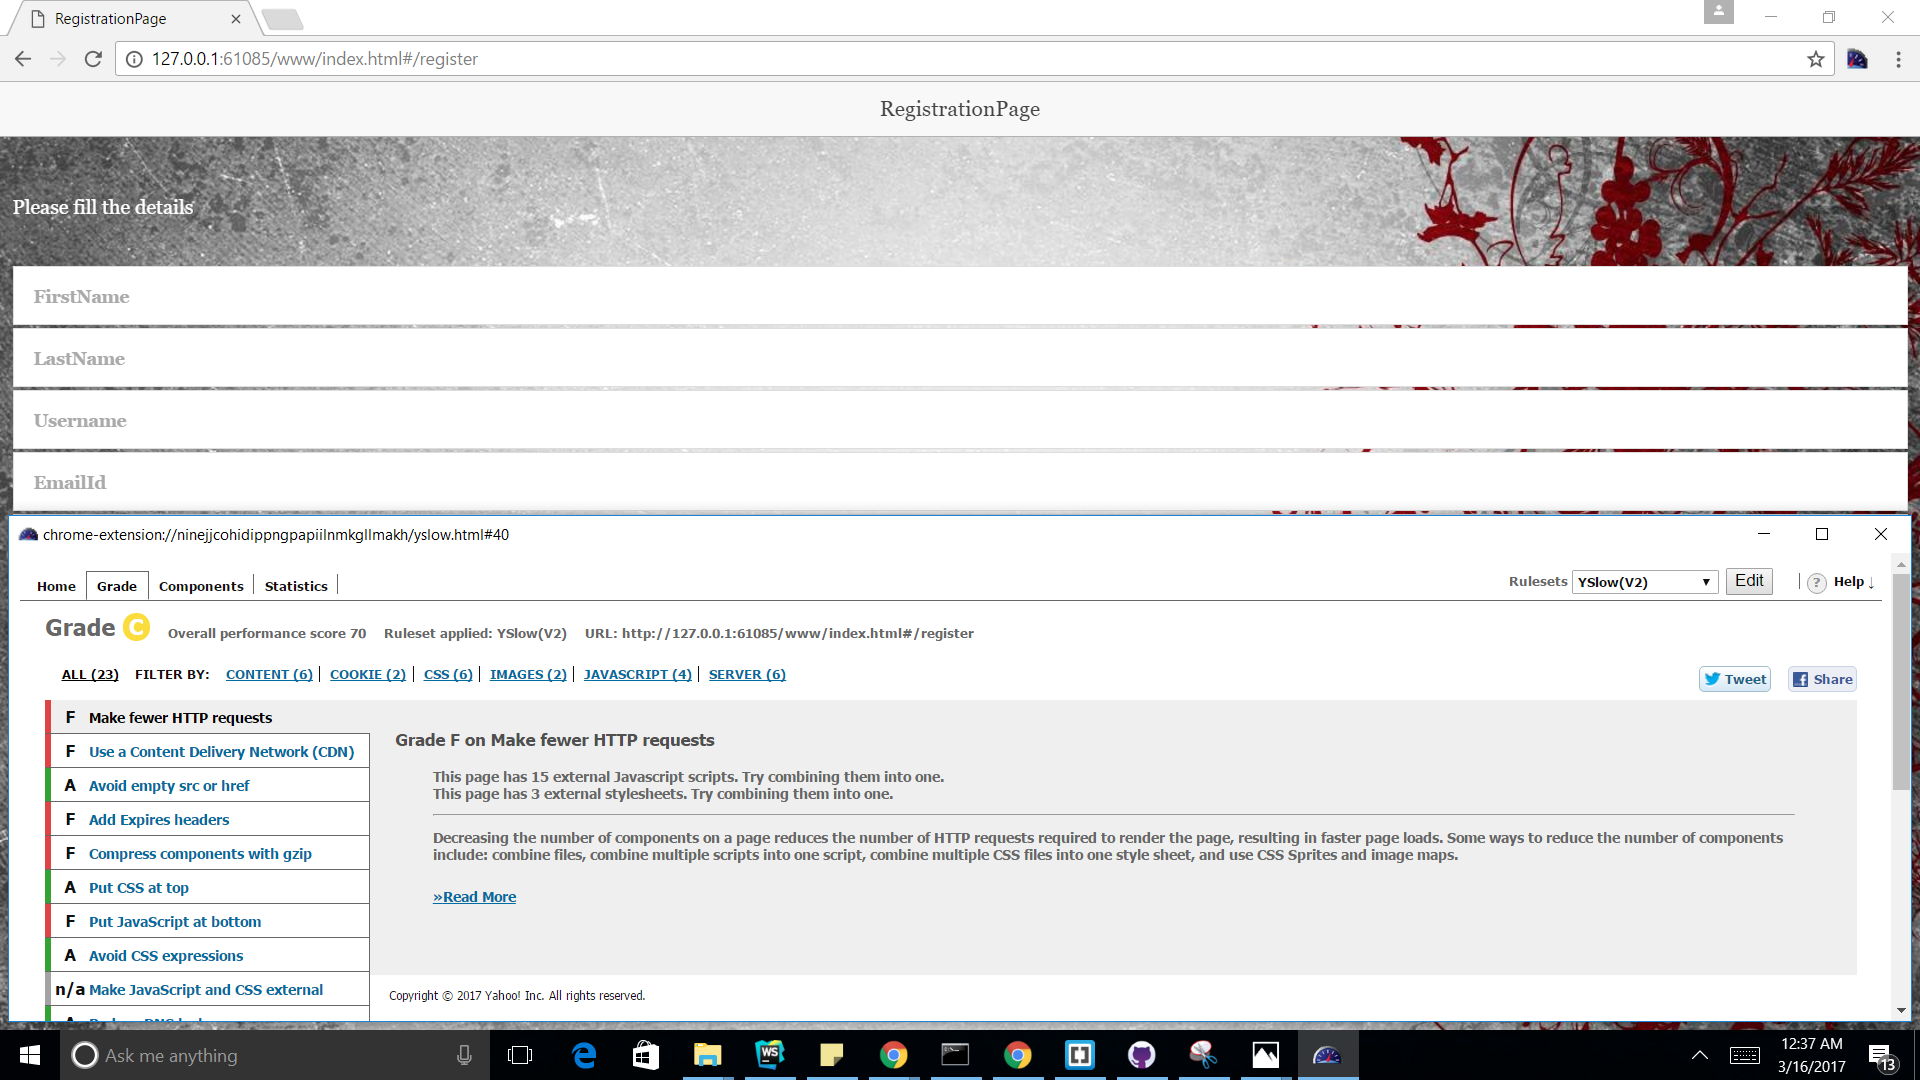 RegistrationPage
127.0.0.1:61085/www/index.html#/register
RegistrationPage
Please fill the details
FirstName
LastName
Username
EmailId
chrome-extension://ninejjcohidippngpapiilnmkgllmakh/yslow.html#40
Home Grade Components Statistics Rulesets YSlow(V2) Edit ? Help ↓
Grade C Overall performance score 70 Ruleset applied: YSlow(V2) URL: http://127.0.0.1:61085/www/index.html#/register
ALL (23) FILTER BY: CONTENT (6) COOKIE (2) CSS (6) IMAGES (2) JAVASCRIPT (4) SERVER (6) Tweet Share
F Make fewer HTTP requests
F Use a Content Delivery Network (CDN)
A Avoid empty src or href
F Add Expires headers
F Compress components with gzip
A Put CSS at top
F Put JavaScript at bottom
A Avoid CSS expressions
n/a Make JavaScript and CSS external
Grade F on Make fewer HTTP requests
This page has 15 external Javascript scripts. Try combining them into one.
This page has 3 external stylesheets. Try combining them into one.
Decreasing the number of components on a page reduces the number of HTTP requests required to render the page, resulting in faster page loads. Some ways to reduce the number of components
include: combine files, combine multiple scripts into one script, combine multiple CSS files into one style sheet, and use CSS Sprites and image maps.
»Read More
Copyright © 2017 Yahoo! Inc. All rights reserved.
Ask me anything
WS
12:37 AM
3/16/2017
13